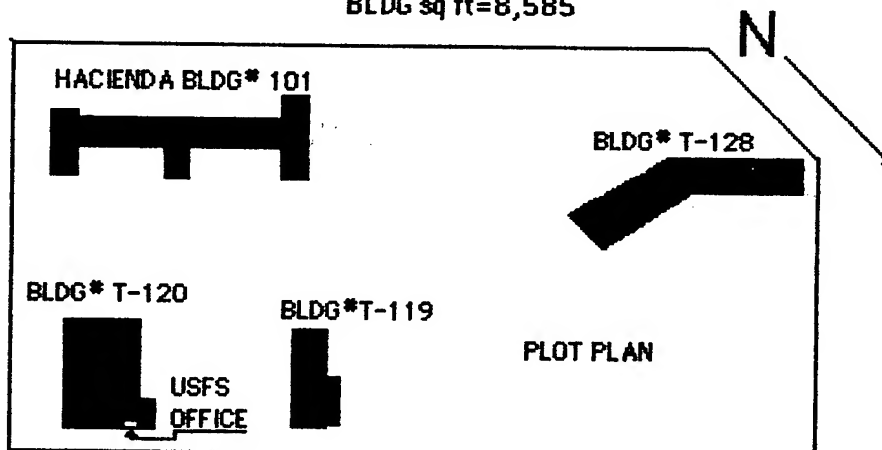 BLDG sq ft=8,585
N
HACIENDA BLDG# 101
BLDG# T-128
BLDG# T-120
BLDG#T-119
PLOT PLAN
USFS
OFFICE